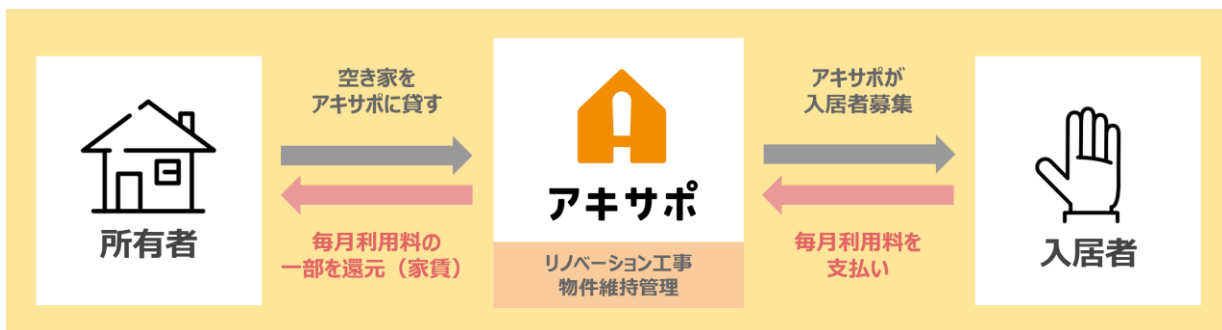 空き家を
アキサポに貸す
アキサポが
入居者募集
所有者
アキサポ
入居者
毎月利用料の
一部を還元（家賃）
リノベーション工事
物件維持管理
毎月利用料を
支払い